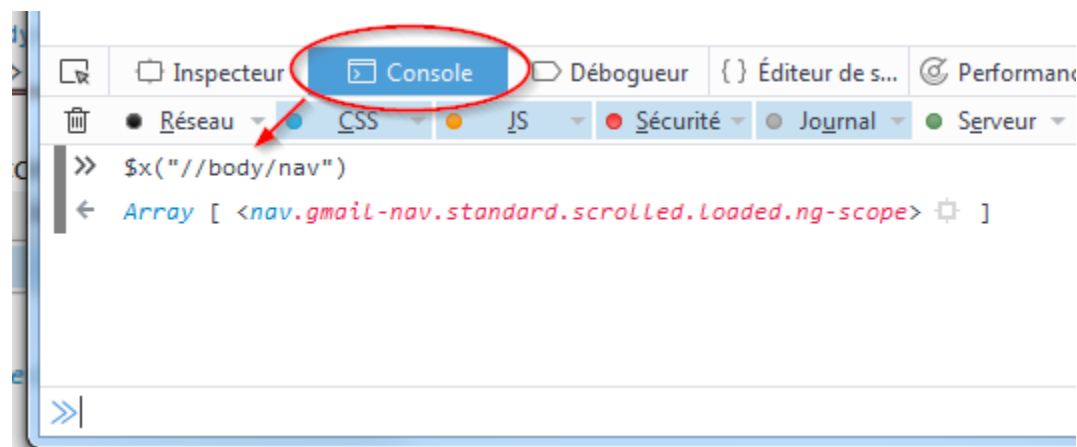 Inspecteur Console Débogueur { } Éditeur de s... Performanc
Réseau CSS JS Sécurité Journal Serveur
» $x("//body/nav")
← Array [ <nav.gmail-nav.standard.scrolled.loaded.ng-scope> ]
»